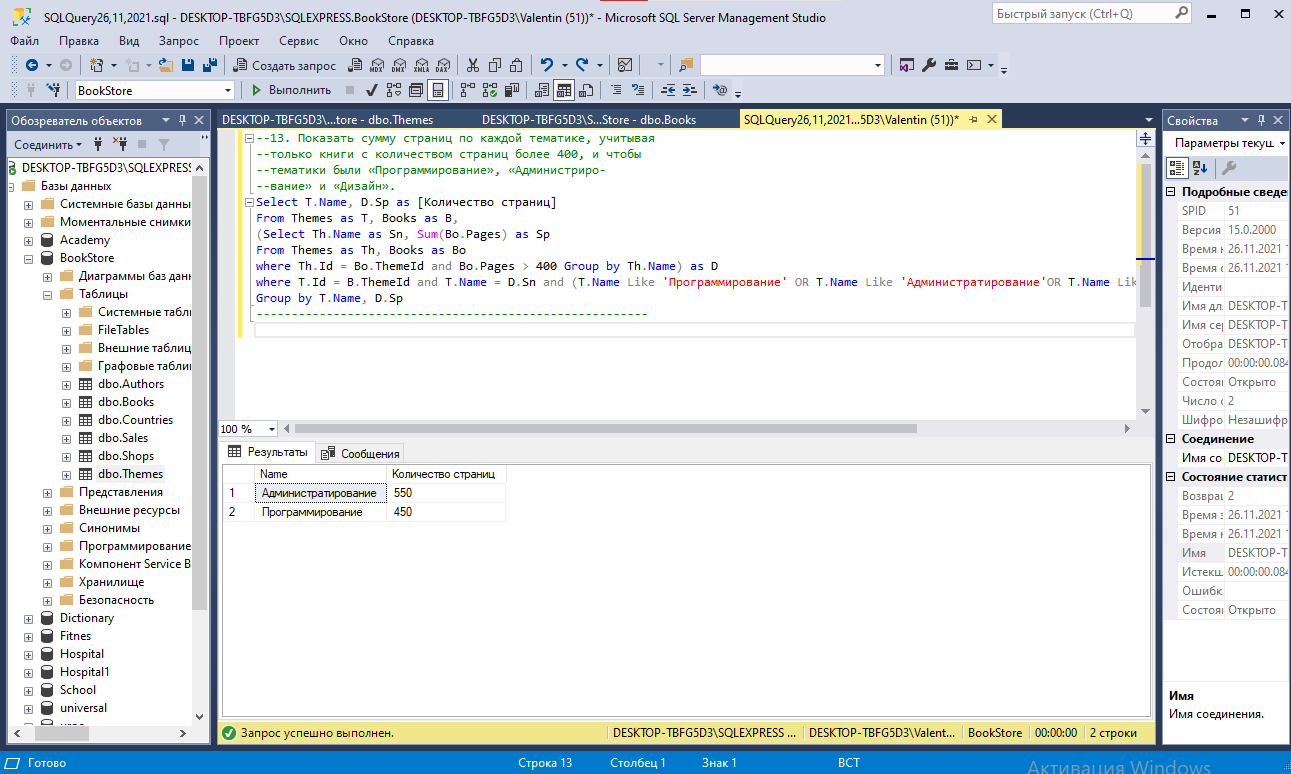 SQLQuery26,11,2021.sql - DESKTOP-TBFG5D3\SQLEXPRESS.BookStore (DESKTOP-TBFG5D3\Valentin (51))* - Microsoft SQL Server Management Studio
Быстрый запуск (Ctrl+Q)
Файл Правка Вид Запрос Проект Сервис Окно Справка
Создать запрос MDX DMX XMLA DAX
BookStore Выполнить
Обозреватель объектов
Соединить
DESKTOP-TBFG5D3\SQLEXPRESS
Базы данных
Системные базы данны
Моментальные снимки
Academy
BookStore
Диаграммы баз данн
Таблицы
Системные табли
FileTables
Внешние таблиц
Графовые таблиц
dbo.Authors
dbo.Books
dbo.Countries
dbo.Sales
dbo.Shops
dbo.Themes
Представления
Внешние ресурсы
Синонимы
Программирование
Компонент Service B
Хранилище
Безопасность
Dictionary
Fitnes
Hospital
Hospital1
School
universal
DESKTOP-TBFG5D3\...tore - dbo.Themes
DESKTOP-TBFG5D3\S...Store - dbo.Books
SQLQuery26,11,2021...5D3\Valentin (51))*
--13. Показать сумму страниц по каждой тематике, учитывая
--только книги с количеством страниц более 400, и чтобы
--тематики были «Программирование», «Администриро-
--вание» и «Дизайн».
Select T.Name, D.Sp as [Количество страниц]
From Themes as T, Books as B,
(Select Th.Name as Sn, Sum(Bo.Pages) as Sp
From Themes as Th, Books as Bo
where Th.Id = Bo.ThemeId and Bo.Pages > 400 Group by Th.Name) as D
where T.Id = B.ThemeId and T.Name = D.Sn and (T.Name Like 'Программирование' OR T.Name Like 'Администратирование'OR T.Name Lik
Group by T.Name, D.Sp
-------------------------------------------------------
100 %
Результаты Сообщения
Name Количество страниц
1 Администратирование 550
2 Программирование 450
Запрос успешно выполнен.
DESKTOP-TBFG5D3\SQLEXPRESS ... DESKTOP-TBFG5D3\Valent... BookStore 00:00:00 2 строки
Свойства
Параметры текущ
Подробные сведе
SPID 51
Версия 15.0.2000
Время н 26.11.2021 1
Время о 26.11.2021 1
Иденти
Имя дл DESKTOP-T
Имя сер DESKTOP-T
Отобра DESKTOP-T
Продол 00:00:00.084
Состоя Открыто
Число с 2
Шифро Незашифр
Соединение
Имя со DESKTOP-T
Состояние статист
Возвра 2
Время з 26.11.2021 1
Время н 26.11.2021 1
Имя DESKTOP-T
Истекш 00:00:00.084
Ошибк
Состоя Открыто
Имя
Имя соединения.
Готово Строка 13 Столбец 1 Знак 1 ВСТ
Активация Windows